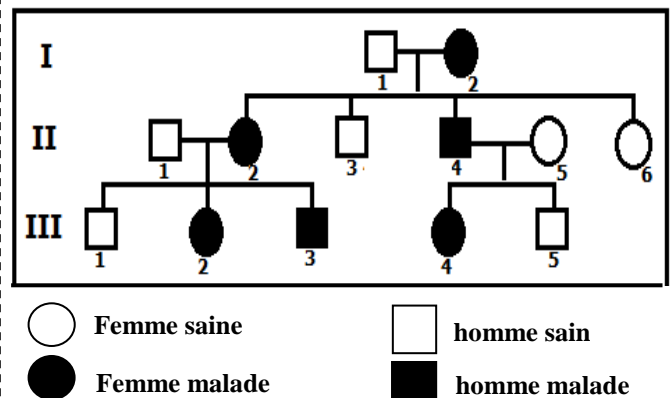 I
1 2
II
1 2 3 4 5 6
III
1 2 3 4 5
Femme saine homme sain
Femme malade homme malade